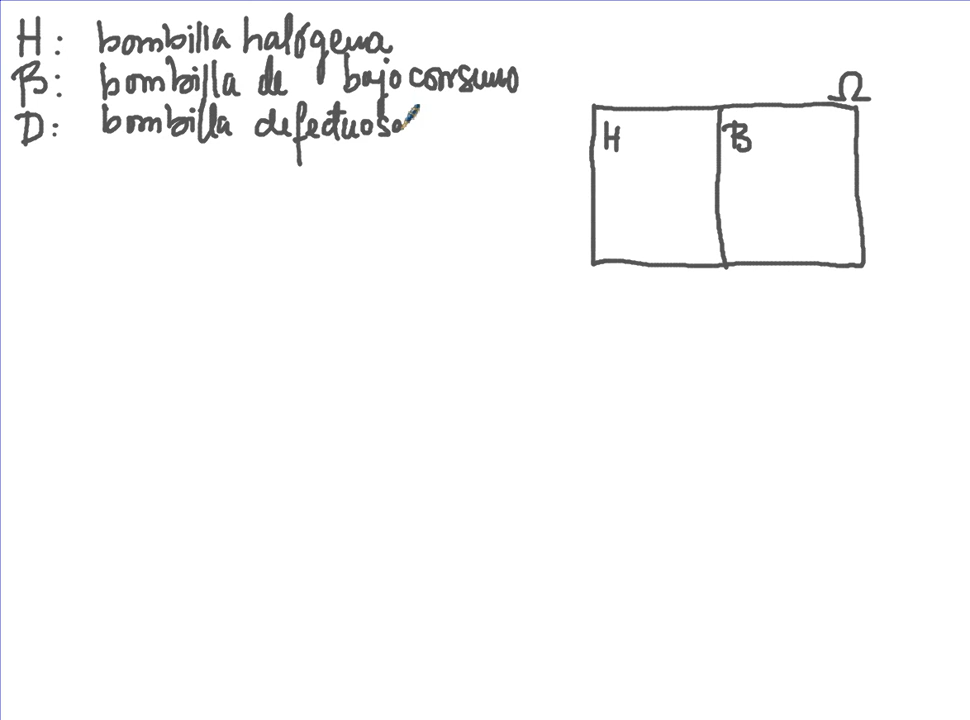 H: bombilla halógena
B: bombilla de bajo consumo
D: bombilla defectuosa
Ω
H B